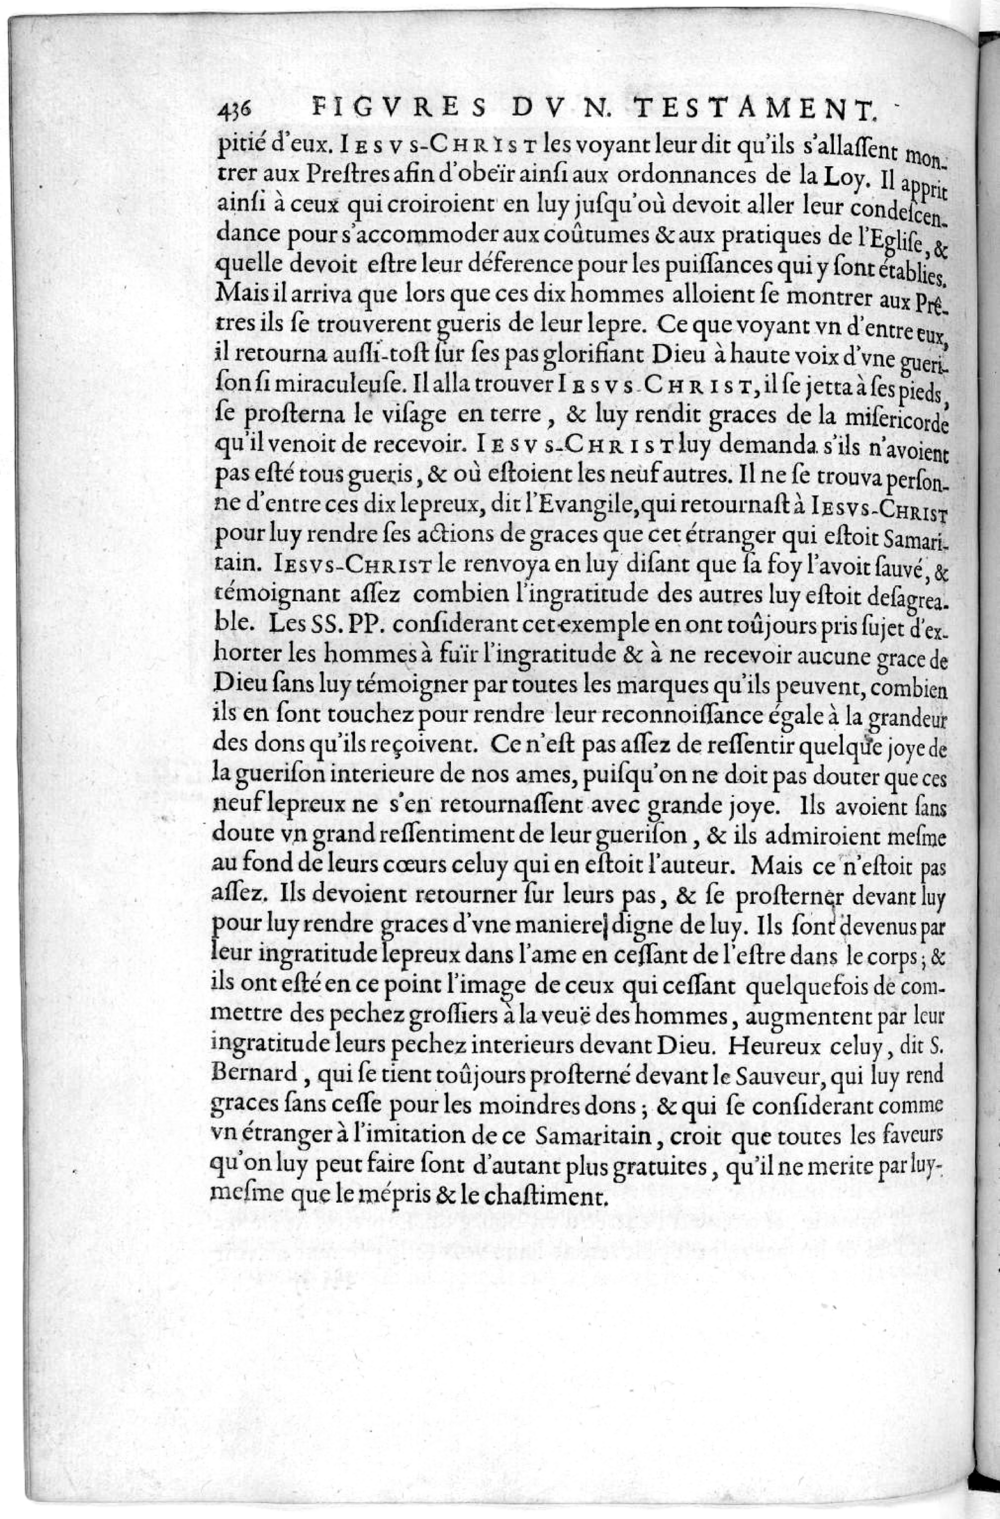 436 FIGVRES DV N. TESTAMENT.
pitié d'eux. IESVS-CHRIST les voyant leur dit qu'ils s'allaſſent mon-
trer aux Preſtres afin d'obeïr ainſi aux ordonnances de la Loy. Il apprit
ainſi à ceux qui croiroient en luy juſqu'où devoit aller leur condeſcen-
dance pour s'accommoder aux coûtumes & aux pratiques de l'Egliſe, &
quelle devoit eſtre leur déference pour les puiſſances qui y ſont établies.
Mais il arriva que lors que ces dix hommes alloient ſe montrer aux Prê-
tres ils ſe trouverent gueris de leur lepre. Ce que voyant vn d'entre eux,
il retourna auſſi-toſt ſur ſes pas glorifiant Dieu à haute voix d'vne gueri-
ſon ſi miraculeuſe. Il alla trouver IESVS-CHRIST, il ſe jetta à ſes pieds,
ſe proſterna le viſage en terre, & luy rendit graces de la miſericorde
qu'il venoit de recevoir. IESVS-CHRIST luy demanda s'ils n'avoient
pas eſté tous gueris, & où eſtoient les neuf autres. Il ne ſe trouva perſon-
ne d'entre ces dix lepreux, dit l'Evangile, qui retournaſt à IESVS-CHRIST
pour luy rendre ſes actions de graces que cet étranger qui eſtoit Samari-
tain. IESVS-CHRIST le renvoya en luy diſant que ſa foy l'avoit ſauvé, &
témoignant aſſez combien l'ingratitude des autres luy eſtoit deſagrea-
ble. Les SS. PP. conſiderant cet exemple en ont toûjours pris ſujet d'ex-
horter les hommes à fuïr l'ingratitude & à ne recevoir aucune grace de
Dieu ſans luy témoigner par toutes les marques qu'ils peuvent, combien
ils en ſont touchez pour rendre leur reconnoiſſance égale à la grandeur
des dons qu'ils reçoivent. Ce n'eſt pas aſſez de reſſentir quelque joye de
la gueriſon interieure de nos ames, puiſqu'on ne doit pas douter que ces
neuf lepreux ne s'en retournaſſent avec grande joye. Ils avoient ſans
doute vn grand reſſentiment de leur gueriſon, & ils admiroient meſme
au fond de leurs cœurs celuy qui en eſtoit l'auteur. Mais ce n'eſtoit pas
aſſez. Ils devoient retourner ſur leurs pas, & ſe proſterner devant luy
pour luy rendre graces d'vne maniere digne de luy. Ils ſont devenus par
leur ingratitude lepreux dans l'ame en ceſſant de l'eſtre dans le corps; &
ils ont eſté en ce point l'image de ceux qui ceſſant quelquefois de com-
mettre des pechez groſſiers à la veuë des hommes, augmentent par leur
ingratitude leurs pechez interieurs devant Dieu. Heureux celuy, dit S.
Bernard, qui ſe tient toûjours proſterné devant le Sauveur, qui luy rend
graces ſans ceſſe pour les moindres dons; & qui ſe conſiderant comme
vn étranger à l'imitation de ce Samaritain, croit que toutes les faveurs
qu'on luy peut faire ſont d'autant plus gratuites, qu'il ne merite par luy-
meſme que le mépris & le chaſtiment.